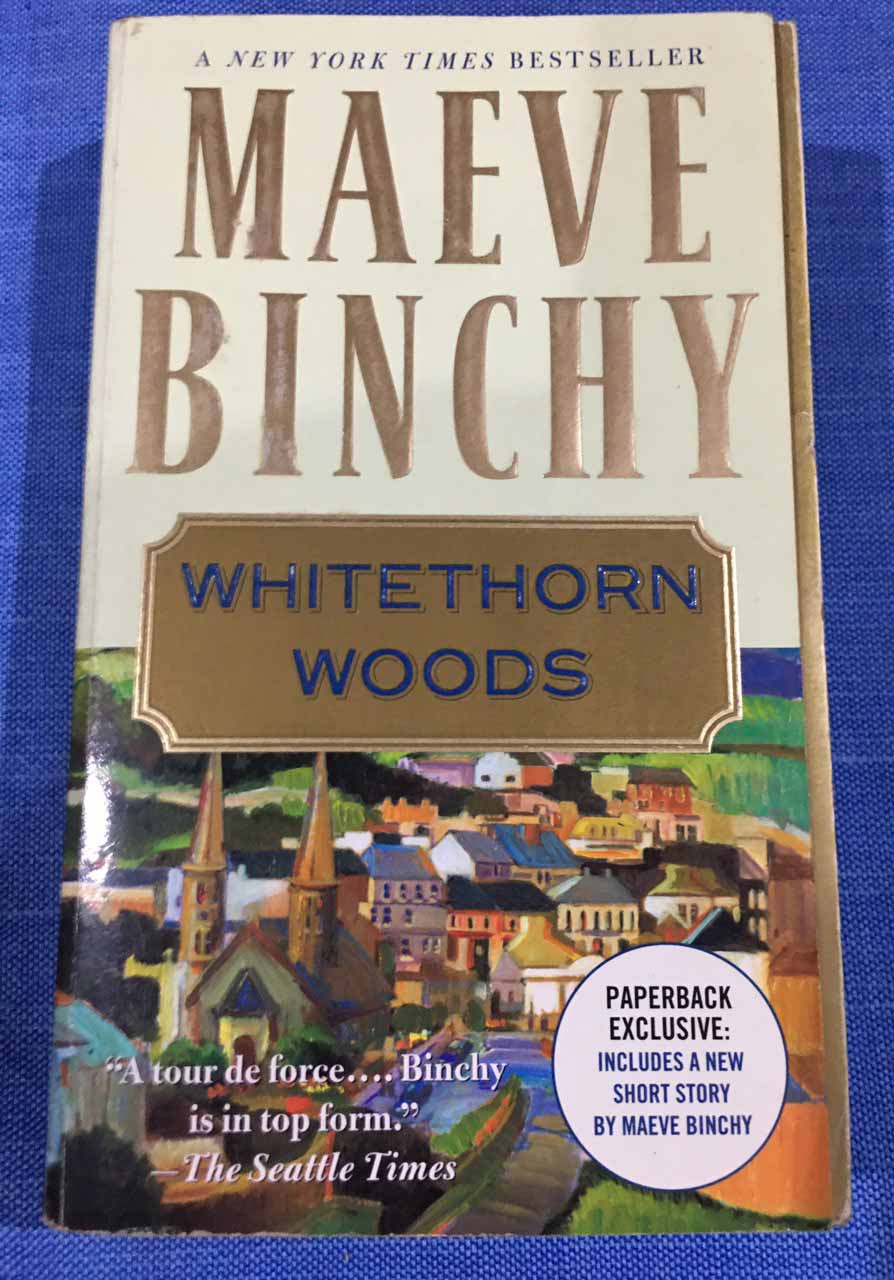 A NEW YORK TIMES BESTSELLER
MAEVE
BINCHY
WHITETHORN
WOODS
“A tour de force.... Binchy
is in top form.”
—The Seattle Times
PAPERBACK
EXCLUSIVE:
INCLUDES A NEW
SHORT STORY
BY MAEVE BINCHY